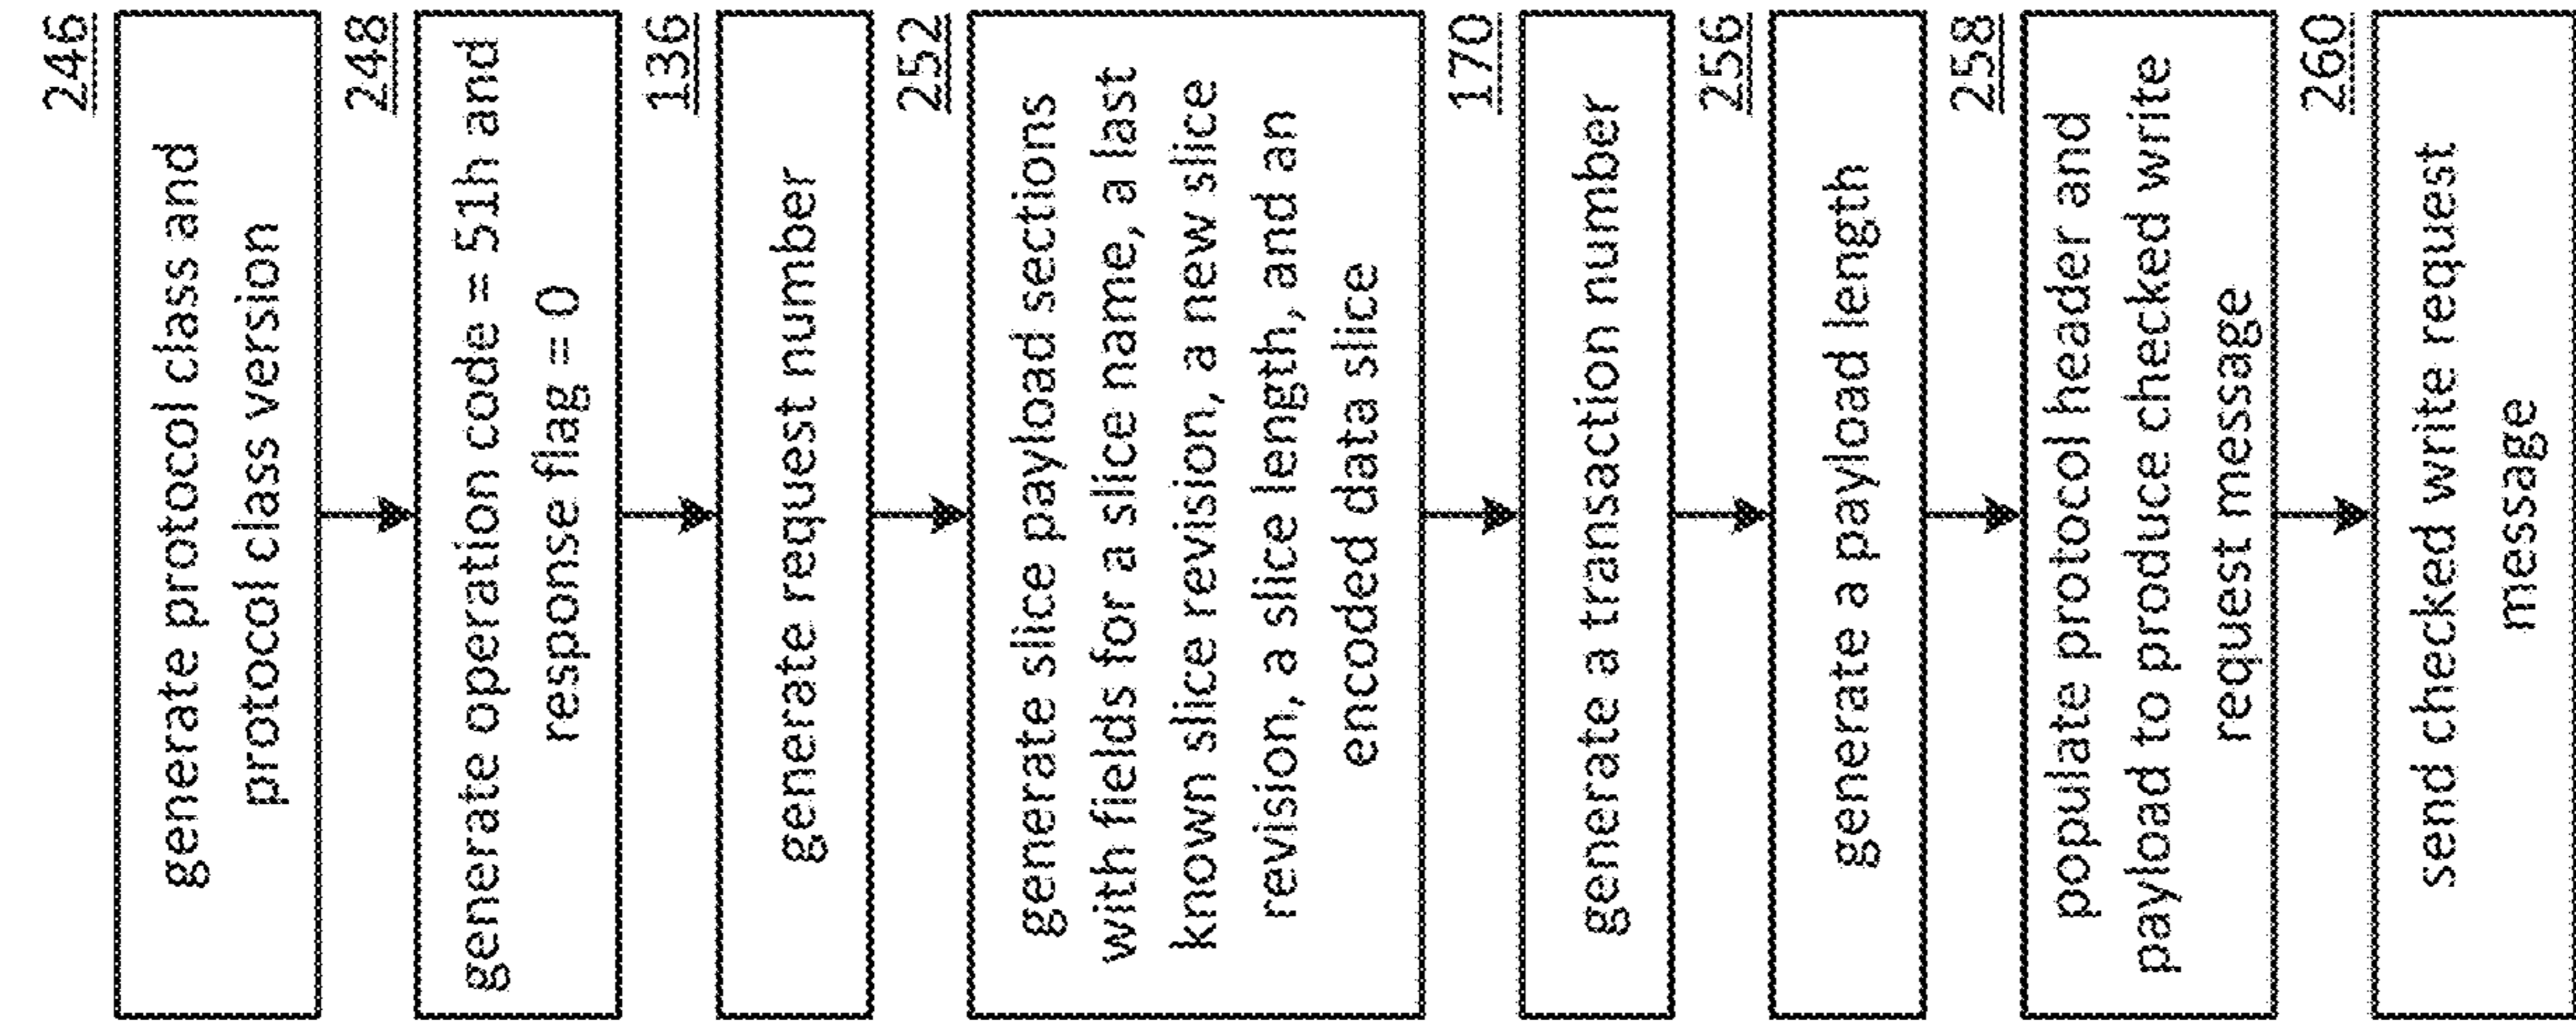 246
generate protocol class and
protocol class version
248
generate operation code = 51h and
response flag = 0
136
generate request number
252
generate slice payload sections
with fields for a slice name, a last
known slice revision, a new slice
revision, a slice length, and an
encoded data slice
170
generate a transaction number
256
generate a payload length
258
populate protocol header and
payload to produce checked write
request message
260
send checked write request
message